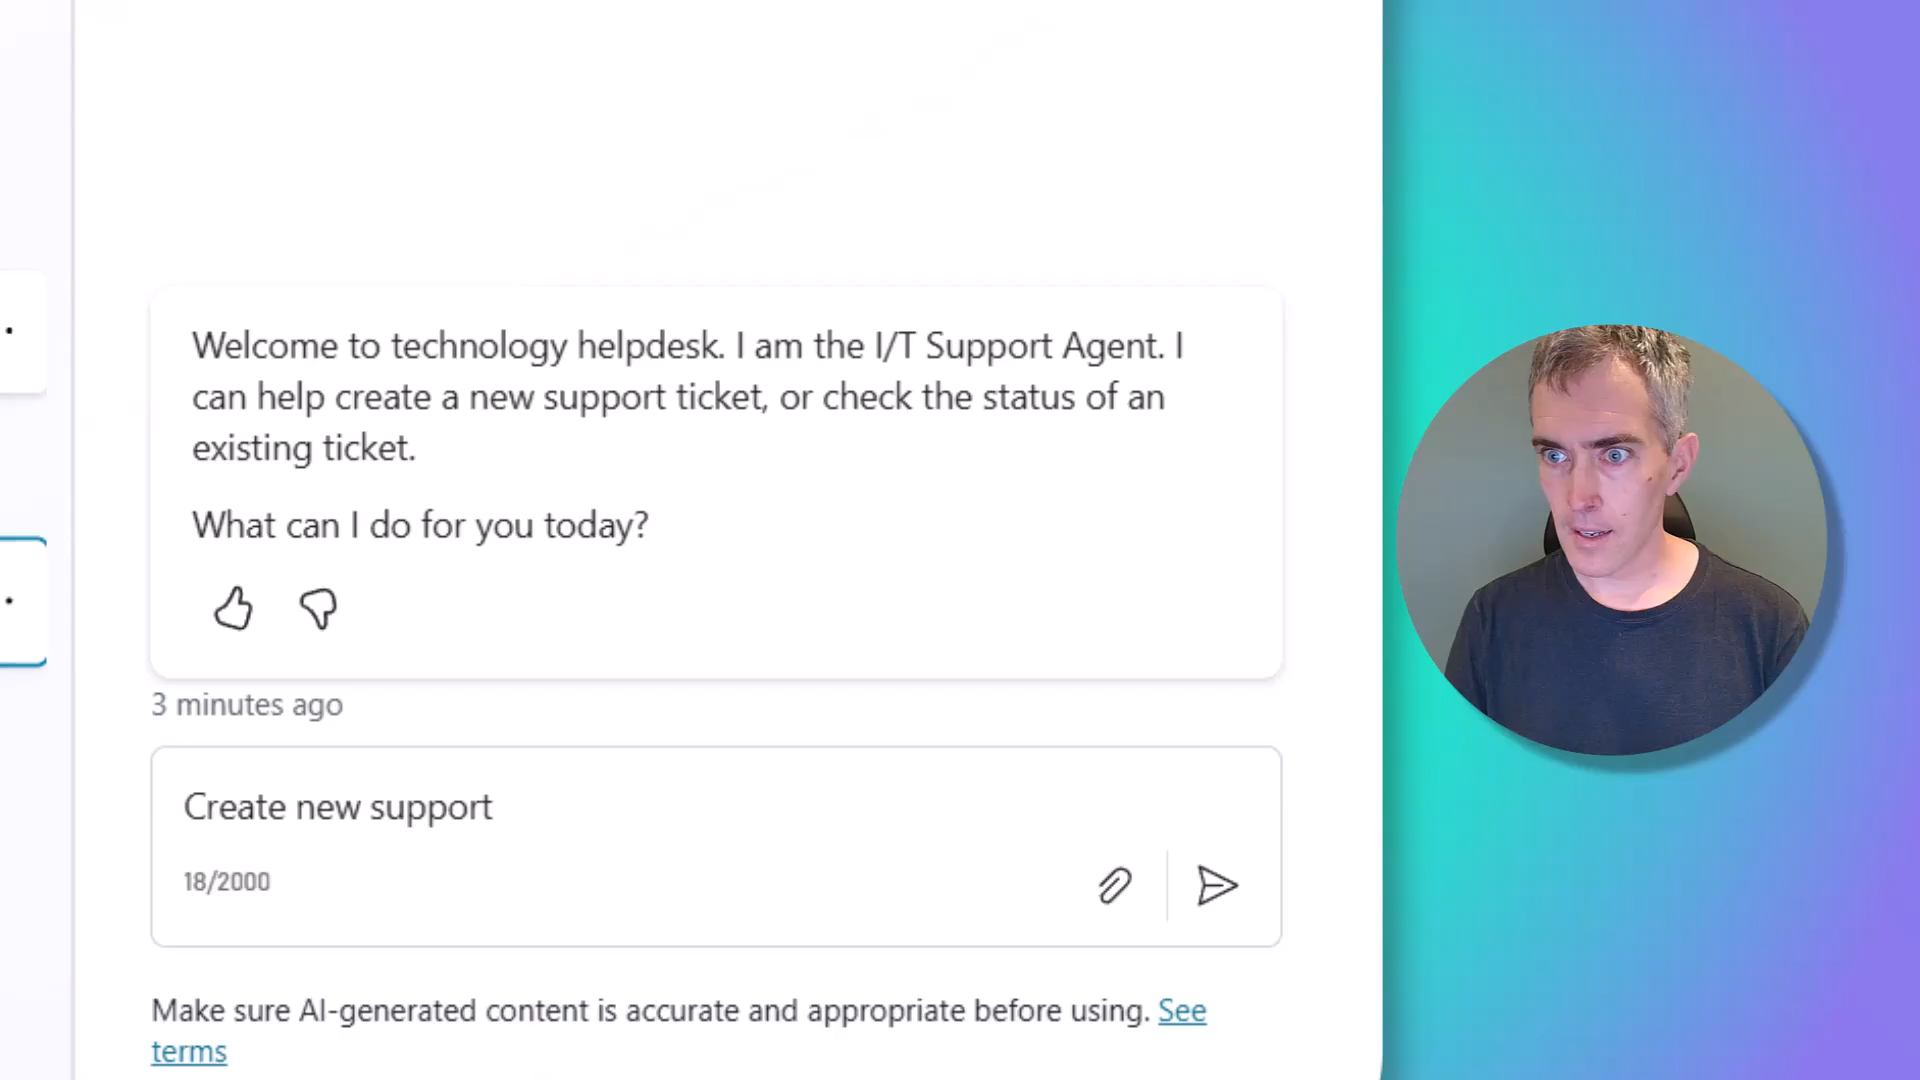 Welcome to technology helpdesk. I am the I/T Support Agent. I
can help create a new support ticket, or check the status of an
existing ticket.
What can I do for you today?
3 minutes ago
Create new support
18/2000
Make sure AI-generated content is accurate and appropriate before using. See
terms